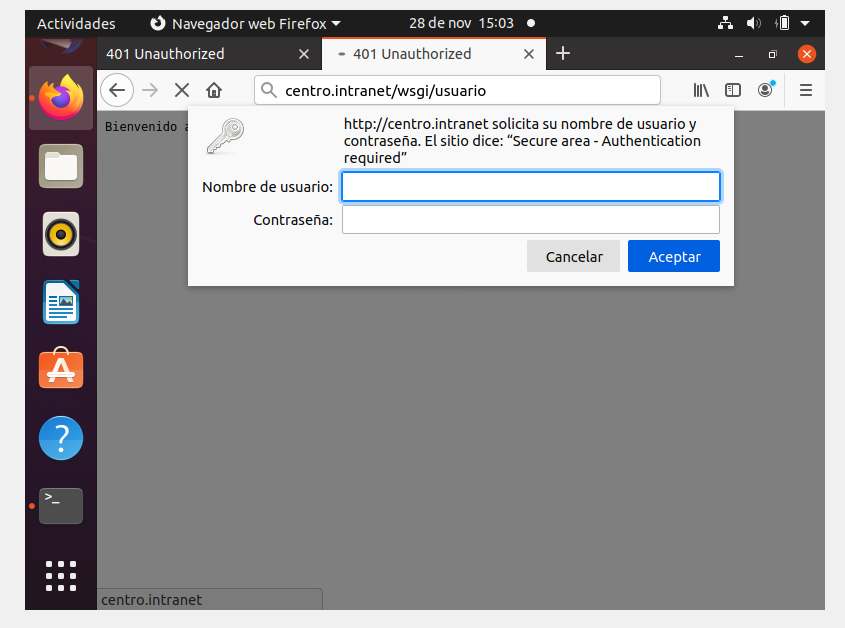 Actividades Navegador web Firefox 28 de nov 15:03
401 Unauthorized 401 Unauthorized
centro.intranet/wsgi/usuario
Bienvenido
http://centro.intranet solicita su nombre de usuario y
contraseña. El sitio dice: “Secure area - Authentication
required”
Nombre de usuario:
Contraseña:
Cancelar Aceptar
>_
centro.intranet